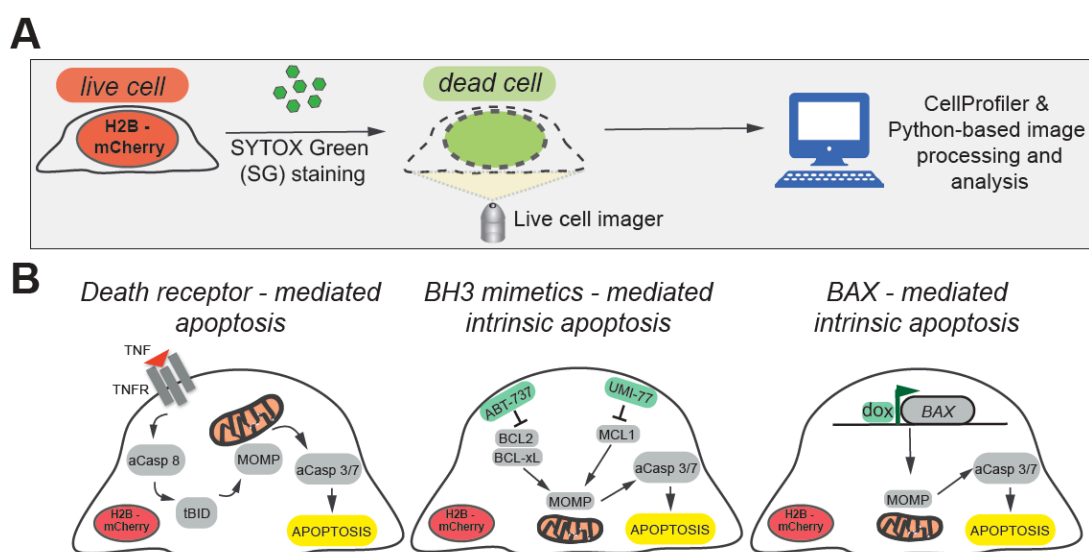 A
live cell
H2B -
mCherry
SYTOX Green
(SG) staining
dead cell
Live cell imager
CellProfiler &
Python-based image
processing and
analysis
B
Death receptor - mediated
apoptosis
TNF
TNFR
aCasp 8
tBID
MOMP
aCasp 3/7
APOPTOSIS
H2B -
mCherry
BH3 mimetics - mediated
intrinsic apoptosis
ABT-737
UMI-77
BCL2
BCL-xL
MCL1
MOMP
aCasp 3/7
APOPTOSIS
H2B -
mCherry
BAX - mediated
intrinsic apoptosis
dox
BAX
MOMP
aCasp 3/7
APOPTOSIS
H2B -
mCherry